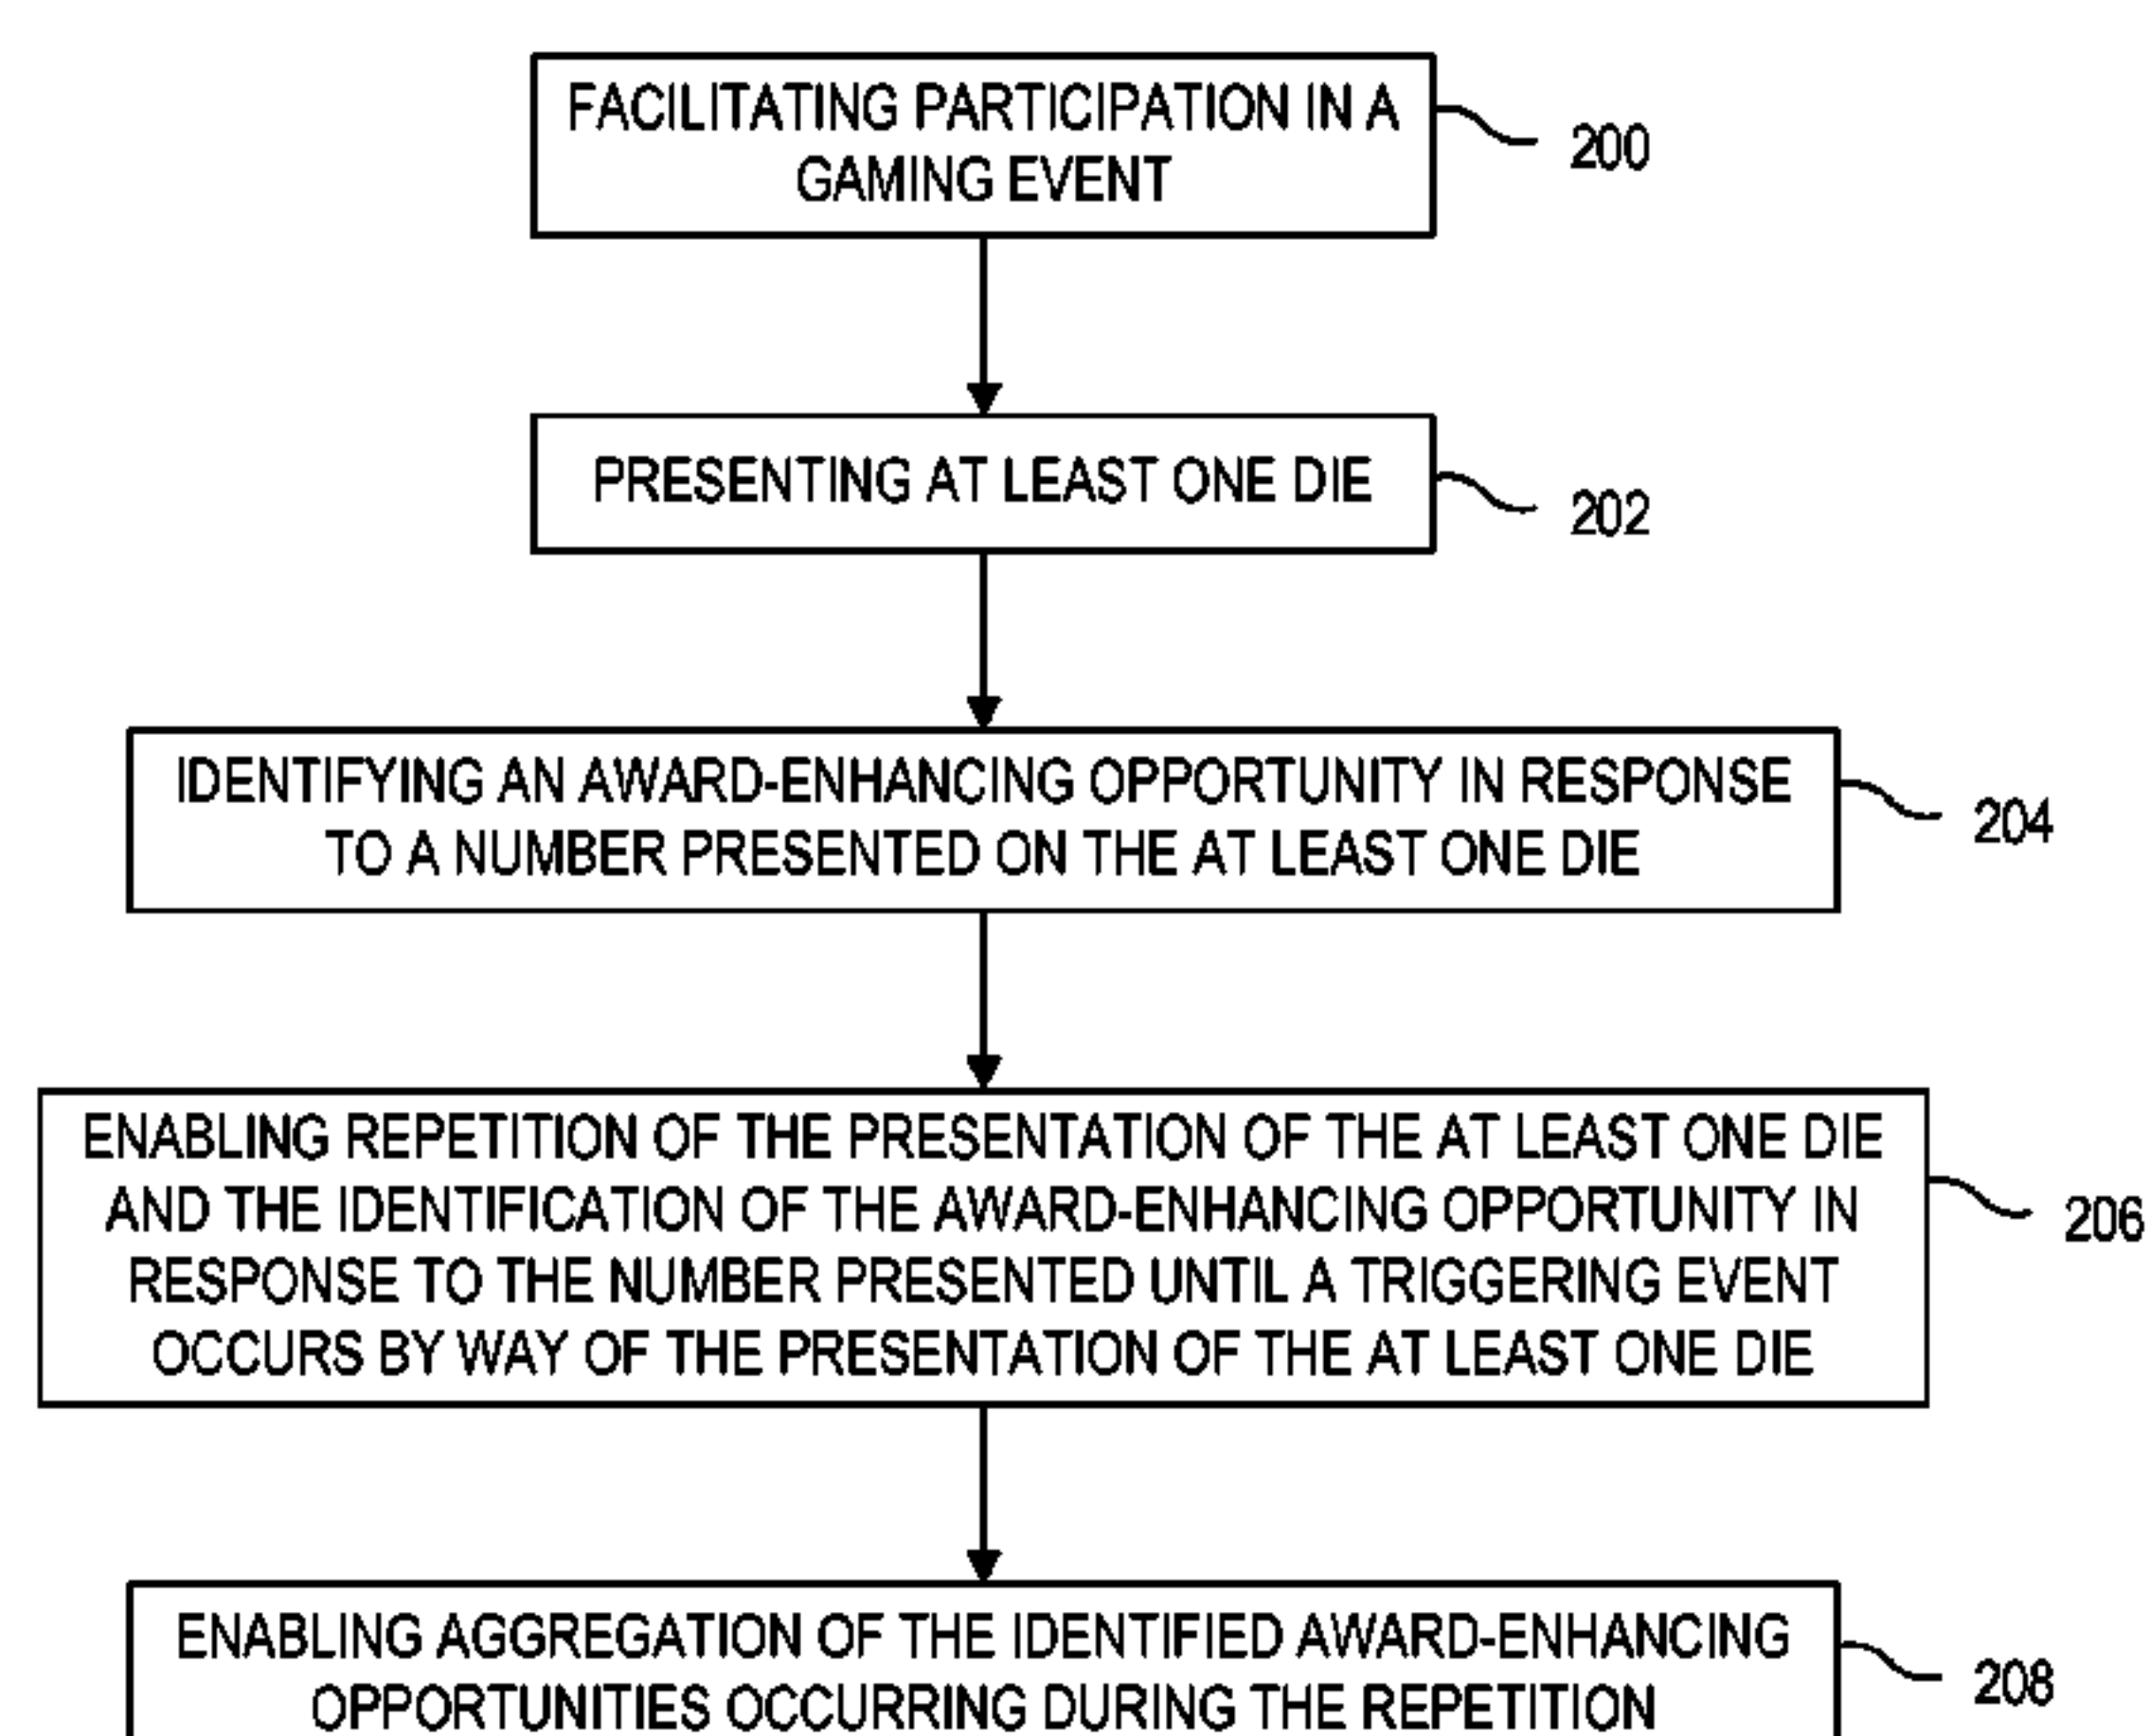 FACILITATING PARTICIPATION IN A
GAMING EVENT
200
PRESENTING AT LEAST ONE DIE
202
IDENTIFYING AN AWARD-ENHANCING OPPORTUNITY IN RESPONSE
TO A NUMBER PRESENTED ON THE AT LEAST ONE DIE
204
ENABLING REPETITION OF THE PRESENTATION OF THE AT LEAST ONE DIE
AND THE IDENTIFICATION OF THE AWARD-ENHANCING OPPORTUNITY IN
RESPONSE TO THE NUMBER PRESENTED UNTIL A TRIGGERING EVENT
OCCURS BY WAY OF THE PRESENTATION OF THE AT LEAST ONE DIE
206
ENABLING AGGREGATION OF THE IDENTIFIED AWARD-ENHANCING
OPPORTUNITIES OCCURRING DURING THE REPETITION
208